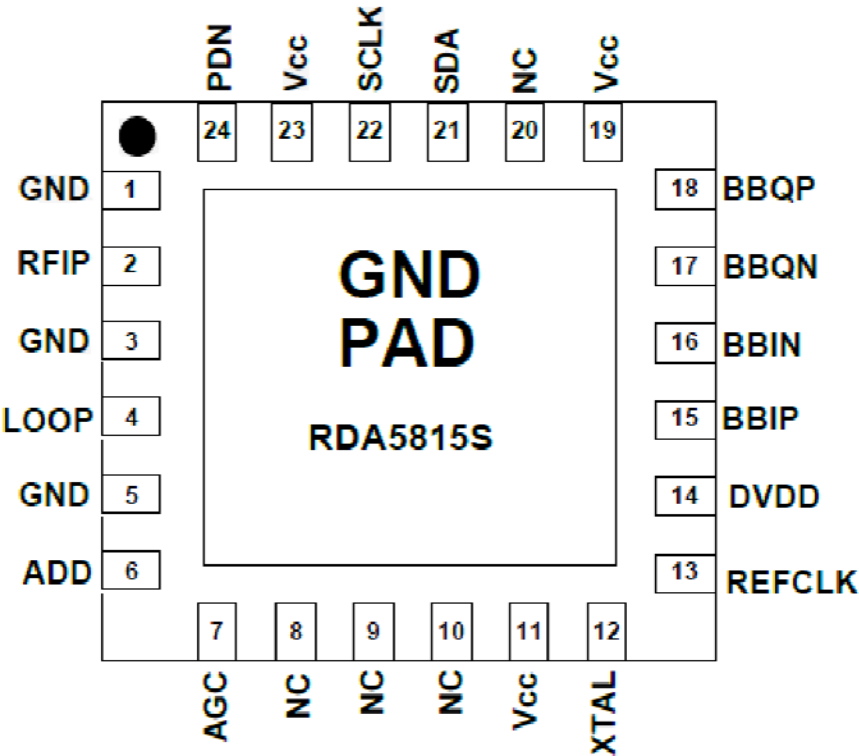 PDN Vcc SCLK SDA NC Vcc
24 23 22 21 20 19
GND 1 18 BBQP
RFIP 2 17 BBQN
GND 3 16 BBIN
LOOP 4 15 BBIP
GND 5 14 DVDD
ADD 6 13 REFCLK
GND
PAD
RDA5815S
7 8 9 10 11 12
AGC NC NC NC Vcc XTAL